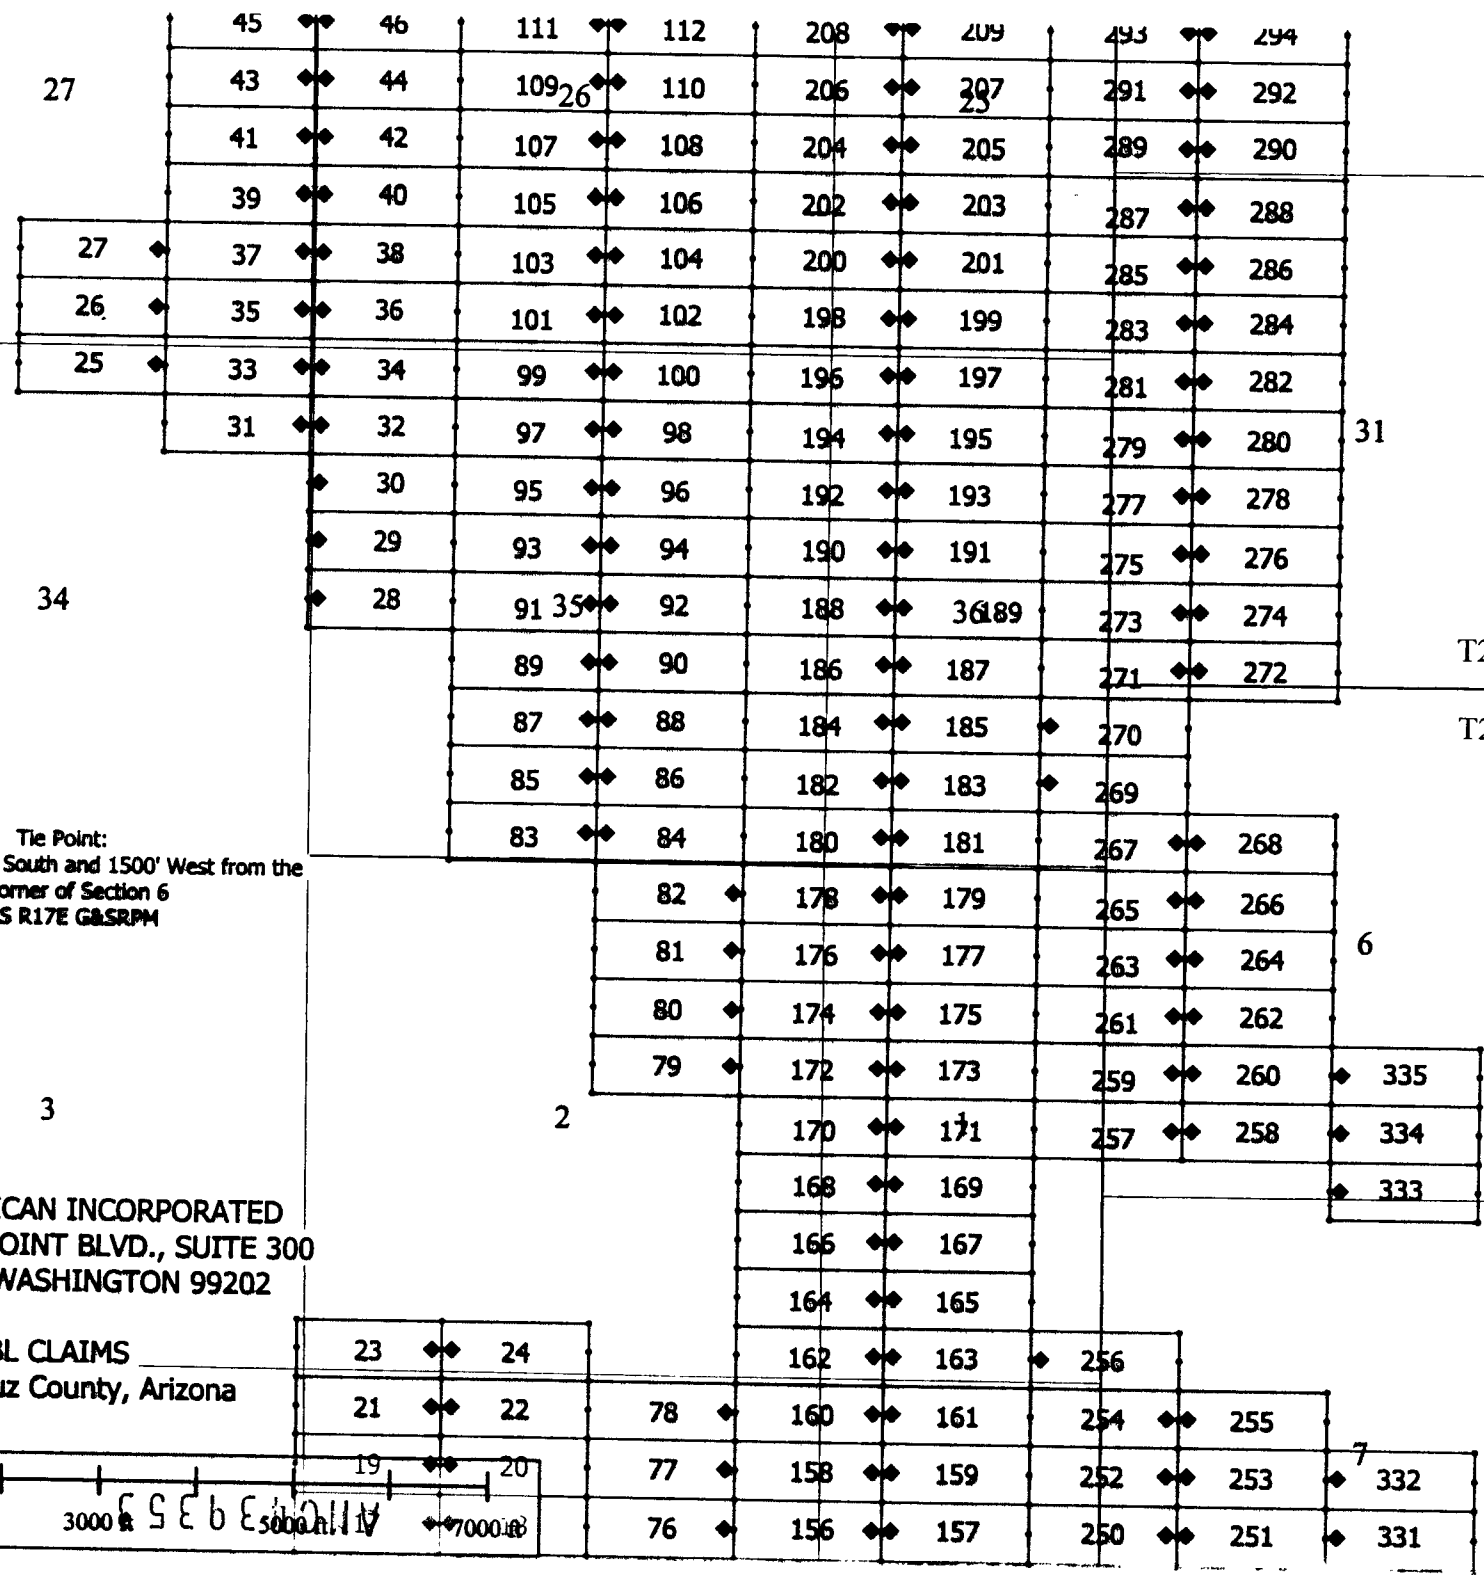 45 46 111 112 208 209 293 294
27 43 44 109 26 110 206 207 25 291 292
41 42 107 108 204 205 289 290
39 40 105 106 202 203 287 288
27 37 38 103 104 200 201 285 286
26 35 36 101 102 198 199 283 284
25 33 34 99 100 196 197 281 282
31 32 97 98 194 195 279 280 31
30 95 96 192 193 277 278
29 93 94 190 191 275 276
34 28 91 35 92 188 36 189 273 274
89 90 186 187 271 272 T2
87 88 184 185 270 T2
85 86 182 183 269
83 84 180 181 267 268
Tie Point:
South and 1500' West from the
orner of Section 6
S R17E G&SRPM
82 178 179 265 266
81 176 177 263 264 6
80 174 175 261 262
79 172 173 259 260 335
3 2 170 171 1 257 258 334
168 169 333
ICAN INCORPORATED
OINT BLVD., SUITE 300
WASHINGTON 99202
166 167
164 165
23 24 162 163 256
BL CLAIMS
uz County, Arizona
21 22 78 160 161 254 255
19 20 77 158 159 252 253 7 332
3000 ft 5000 ft 17 7000 ft 18 76 156 157 250 251 331